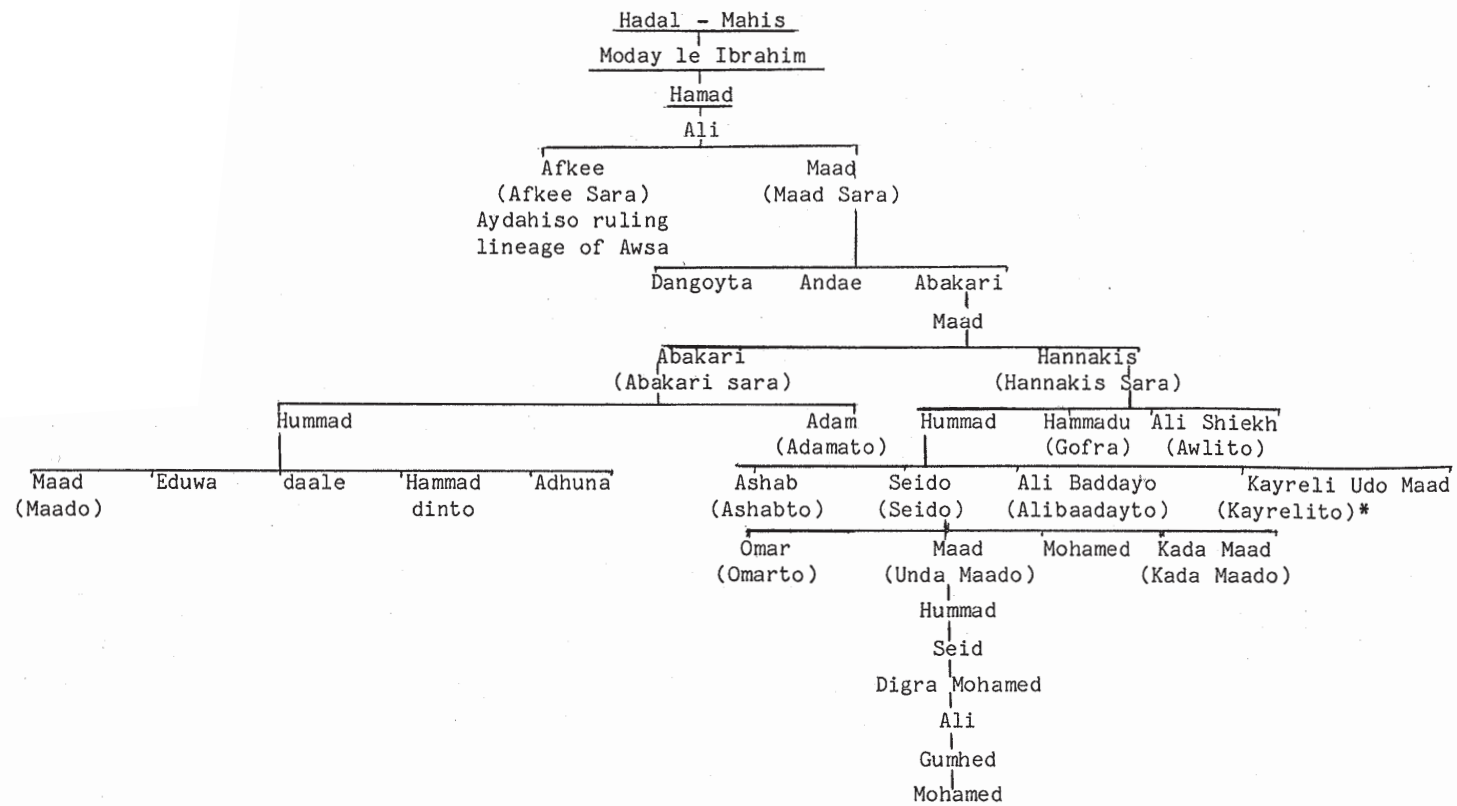 Hadal - Mahis
Moday le Ibrahim
Hamad
Ali
Afkee Maad
(Afkee Sara) (Maad Sara)
Aydahiso ruling
lineage of Awsa
Dangoyta Andae Abakari
Maad
Abakari Hannakis
(Abakari sara) (Hannakis Sara)
Hummad Adam Hummad Hammadu Ali Shiekh
(Adamato) (Gofra) (Awlito)
Maad Eduwa daale Hammad Adhuna Ashab Seido Ali Baddayo Kayreli Udo Maad
(Maado) dinto (Ashabto) (Seido) (Alibaadayto) (Kayrelito)*
Omar Maad Mohamed Kada Maad
(Omarto) (Unda Maado) (Kada Maado)
Hummad
Seid
Digra Mohamed
Ali
Gumhed
Mohamed